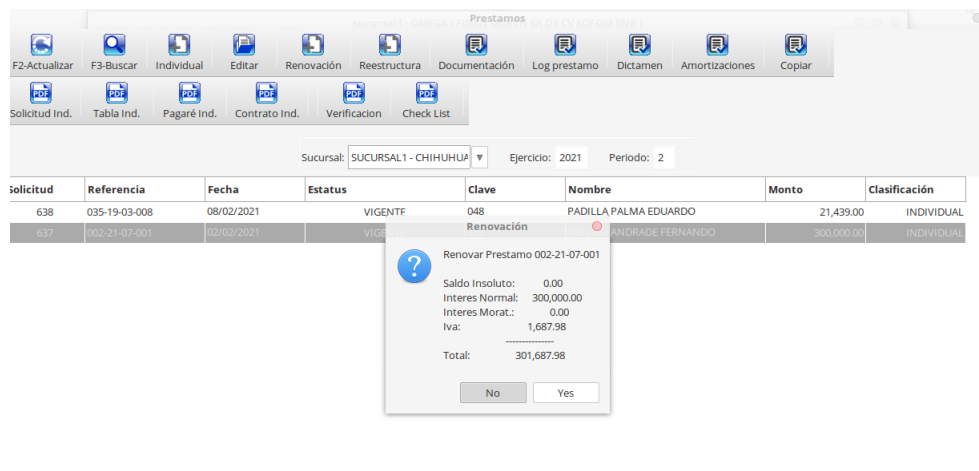 Prestamos
F2-Actualizar F3-Buscar Individual Editar Renovación Reestructura Documentación Log prestamo Dictamen Amortizaciones Copiar
PDF PDF PDF PDF PDF PDF
Solicitud Ind. Tabla Ind. Pagaré Ind. Contrato Ind. Verificacion Check List
Sucursal: SUCURSAL1 - CHIHUHUA Ejercicio: 2021 Periodo: 2
Solicitud Referencia Fecha Estatus Clave Nombre Monto Clasificación
638 035-19-03-008 08/02/2021 VIGENTE 048 PADILLA PALMA EDUARDO 21,439.00 INDIVIDUAL
637 002-21-07-001 02/02/2021 ANDRADE FERNANDO 300,000.00 INDIVIDUAL
Renovación
Renovar Prestamo 002-21-07-001
?
Saldo Insoluto: 0.00
Interes Normal: 300,000.00
Interes Morat.: 0.00
Iva: 1,687.98
---------------
Total: 301,687.98
No Yes